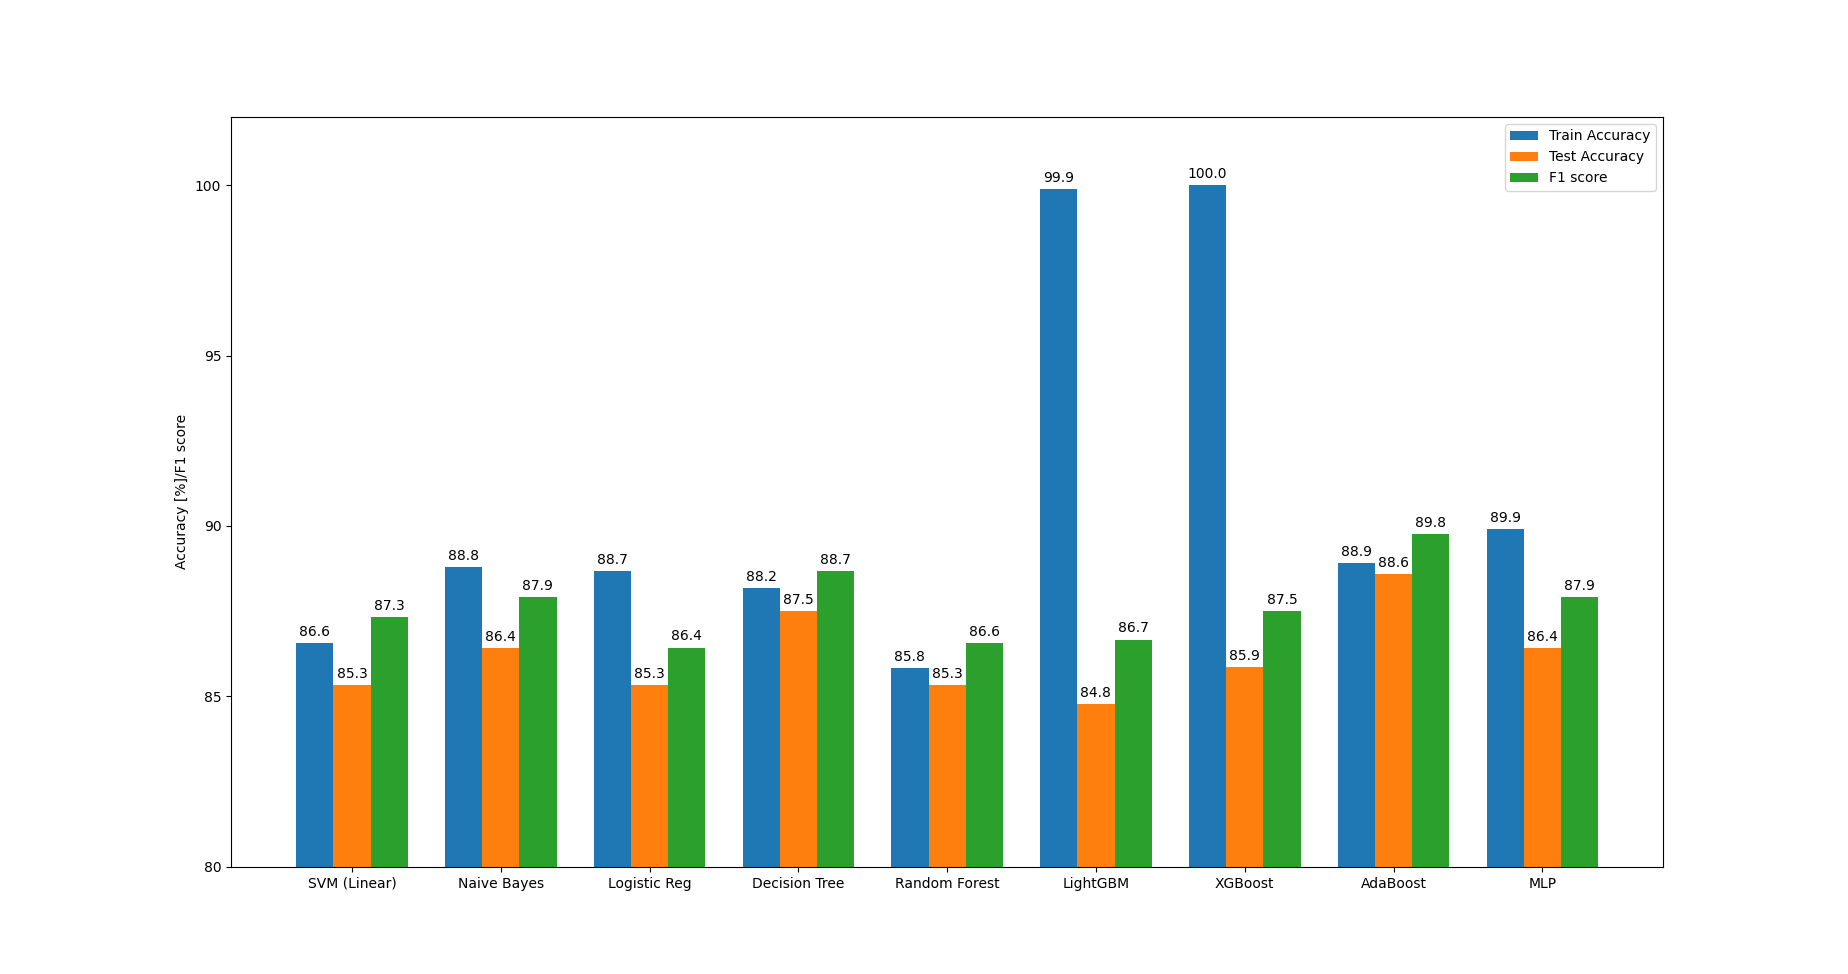 Train Accuracy
Test Accuracy
F1 score
Accuracy [%]/F1 score
100
95
90
85
80
86.6
85.3
87.3
88.8
86.4
87.9
88.7
85.3
86.4
88.2
87.5
88.7
85.8
85.3
86.6
99.9
84.8
86.7
100.0
85.9
87.5
88.9
88.6
89.8
89.9
86.4
87.9
SVM (Linear)
Naive Bayes
Logistic Reg
Decision Tree
Random Forest
LightGBM
XGBoost
AdaBoost
MLP